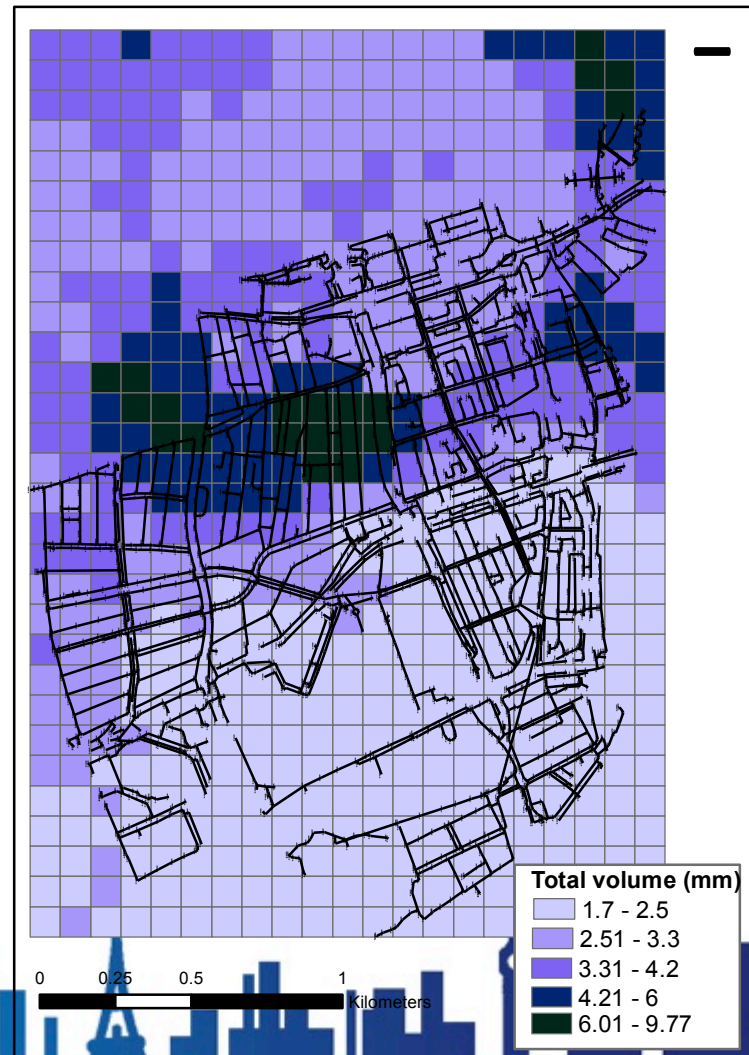 Total volume (mm)
1.7 - 2.5
2.51 - 3.3
3.31 - 4.2
4.21 - 6
6.01 - 9.77
0 0.25 0.5 1
Kilometers